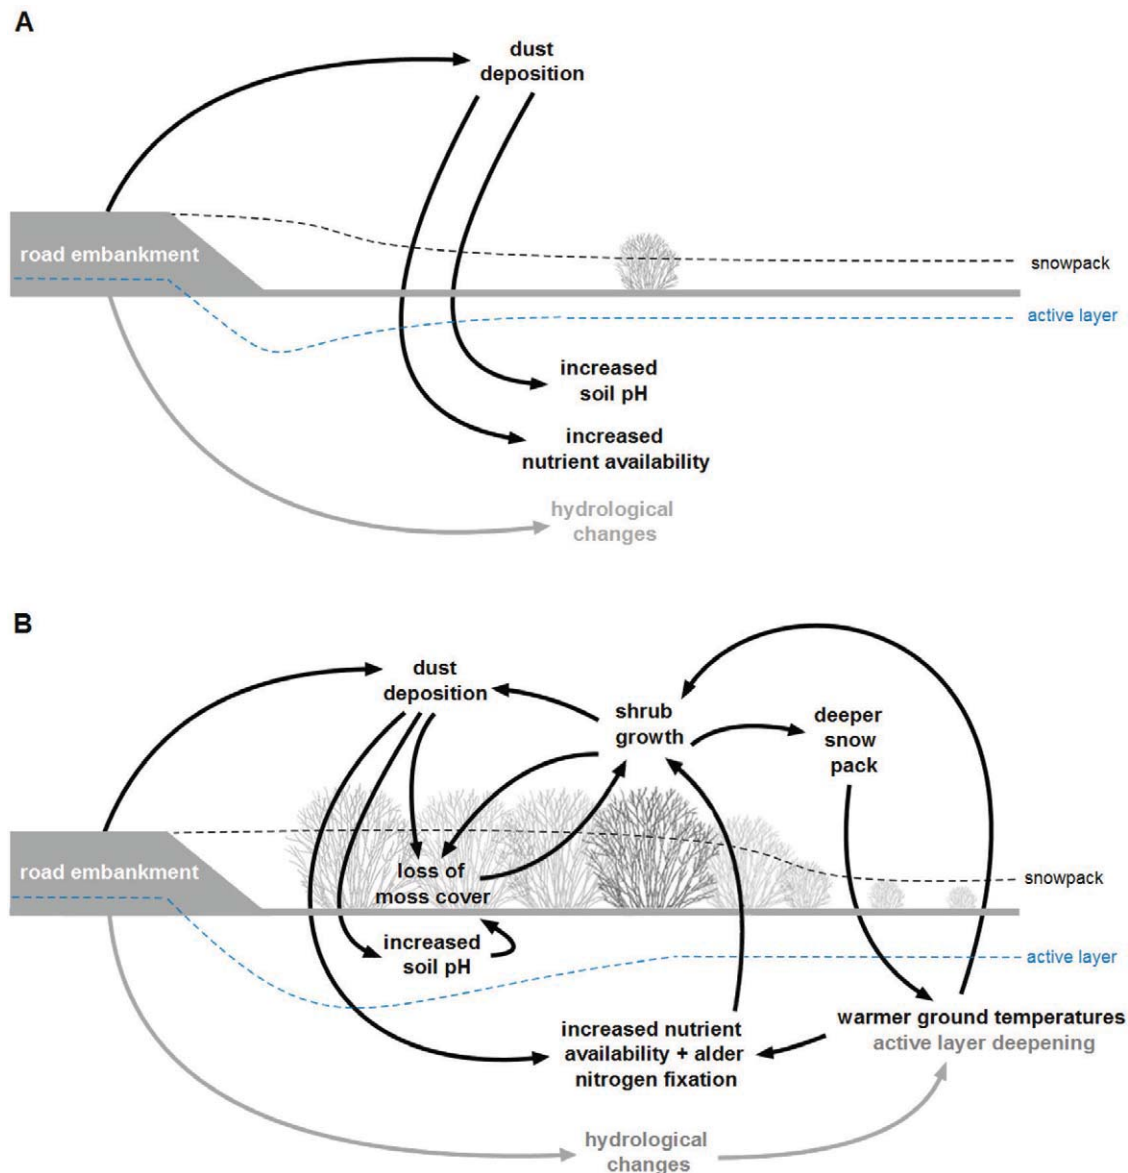 A
dust
deposition
road embankment
snowpack
active layer
increased
soil pH
increased
nutrient availability
hydrological
changes
B
dust
deposition
shrub
growth
deeper
snow
pack
road embankment
loss of
moss cover
snowpack
increased
soil pH
active layer
increased nutrient
availability + alder
nitrogen fixation
warmer ground temperatures
active layer deepening
hydrological
changes